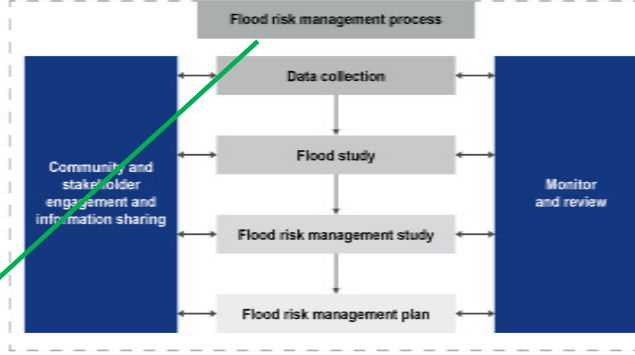 Flood risk management process
Data collection
Flood study
Flood risk management study
Flood risk management plan
Community and
stakeholder
engagement and
information sharing
Monitor
and review